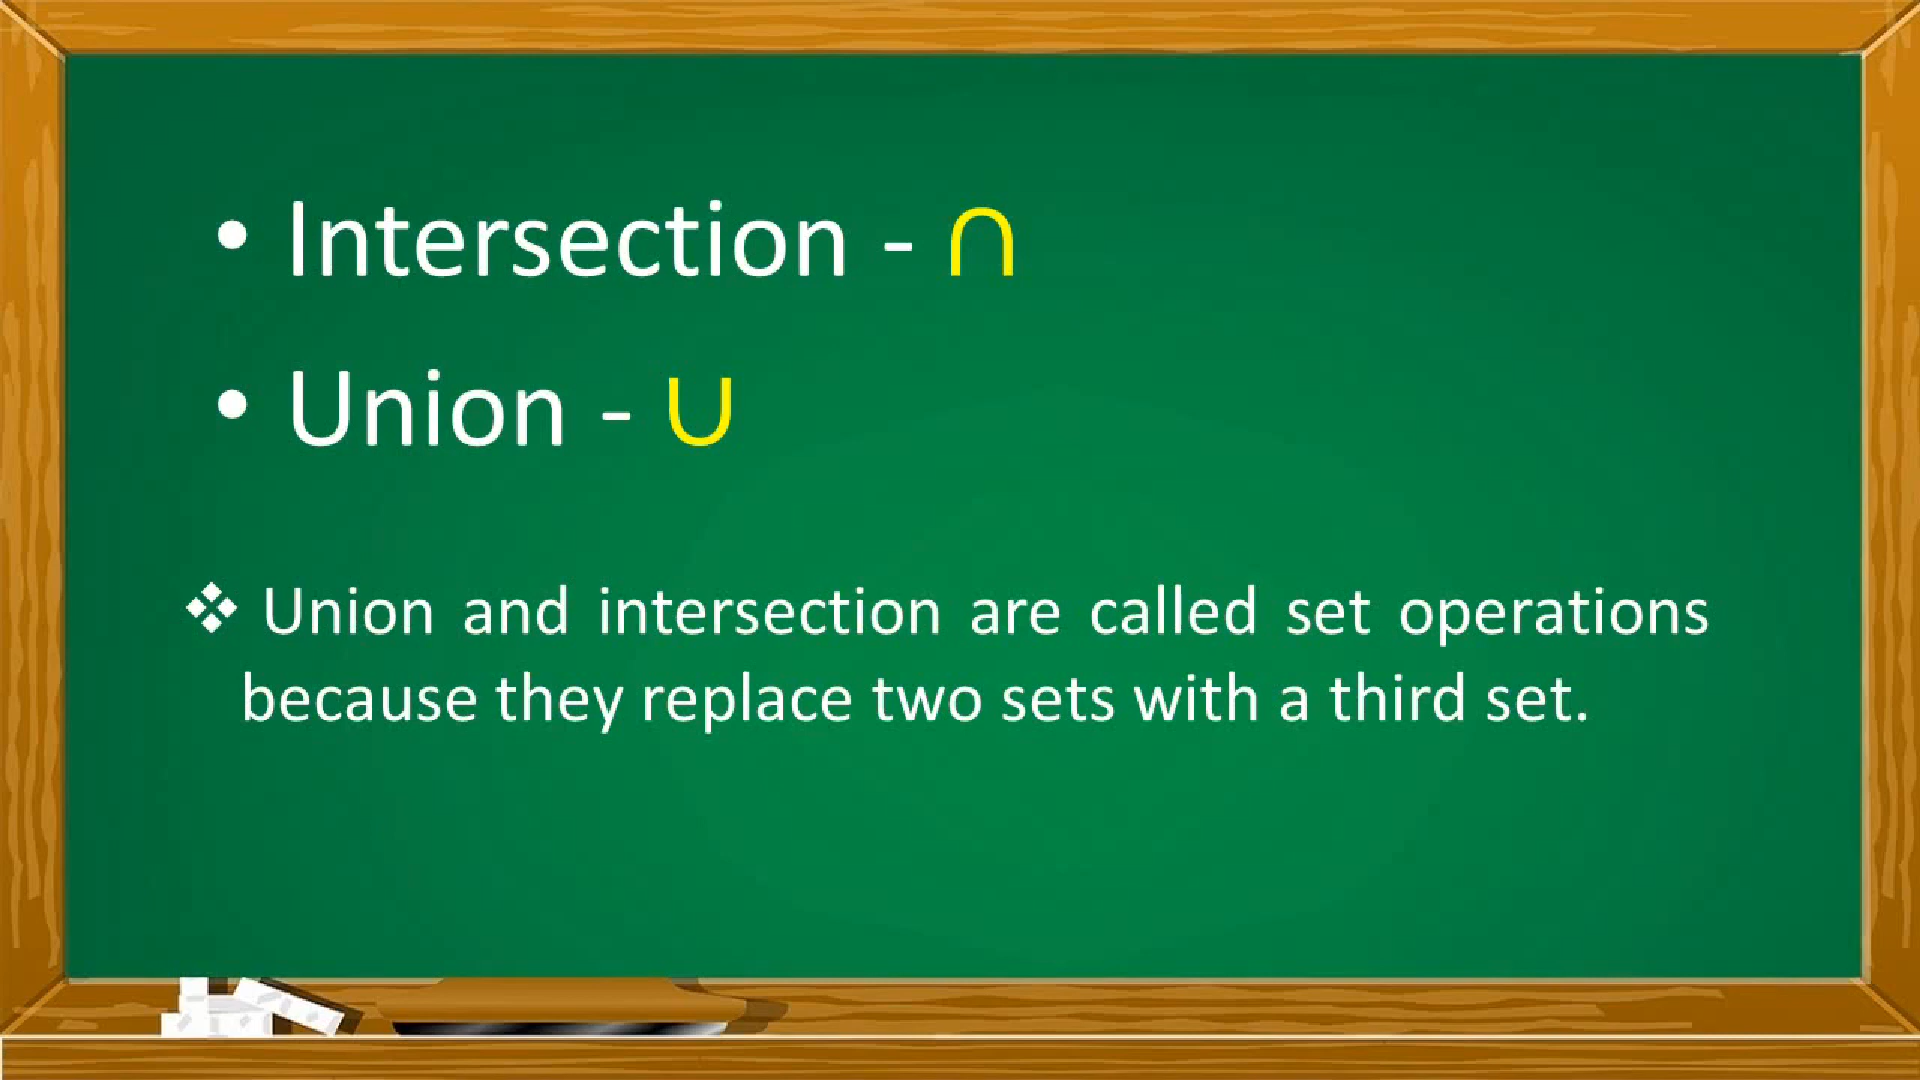 • Intersection - ∩
• Union - ∪
❖ Union and intersection are called set operations
because they replace two sets with a third set.